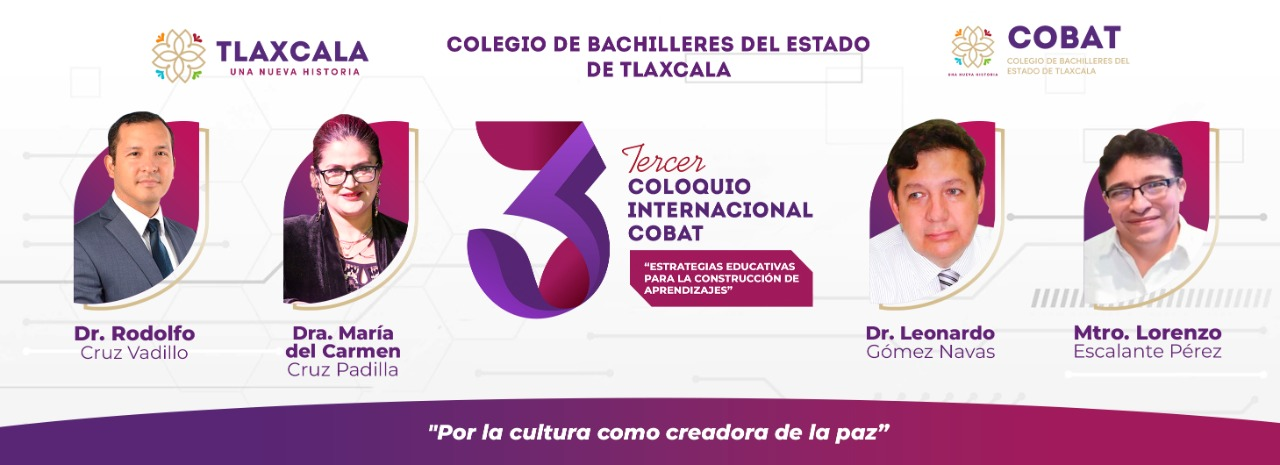 TLAXCALA
UNA NUEVA HISTORIA
COLEGIO DE BACHILLERES DEL ESTADO
DE TLAXCALA
UNA NUEVA HISTORIA
COBAT
COLEGIO DE BACHILLERES DEL
ESTADO DE TLAXCALA
3
Tercer
COLOQUIO
INTERNACIONAL
COBAT
“ESTRATEGIAS EDUCATIVAS
PARA LA CONSTRUCCIÓN DE
APRENDIZAJES”
Dr. Rodolfo
Cruz Vadillo
Dra. María
del Carmen
Cruz Padilla
Dr. Leonardo
Gómez Navas
Mtro. Lorenzo
Escalante Pérez
"Por la cultura como creadora de la paz”